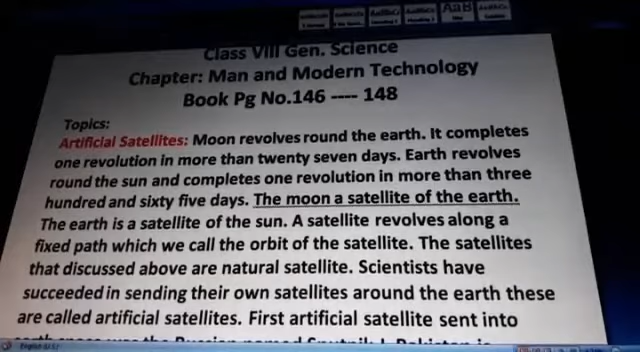 Class VIII Gen. Science
Chapter: Man and Modern Technology
Book Pg No.146 ---- 148
Topics:
Artificial Satellites: Moon revolves round the earth. It completes
one revolution in more than twenty seven days. Earth revolves
round the sun and completes one revolution in more than three
hundred and sixty five days. The moon a satellite of the earth.
The earth is a satellite of the sun. A satellite revolves along a
fixed path which we call the orbit of the satellite. The satellites
that discussed above are natural satellite. Scientists have
succeeded in sending their own satellites around the earth these
are called artificial satellites. First artificial satellite sent into